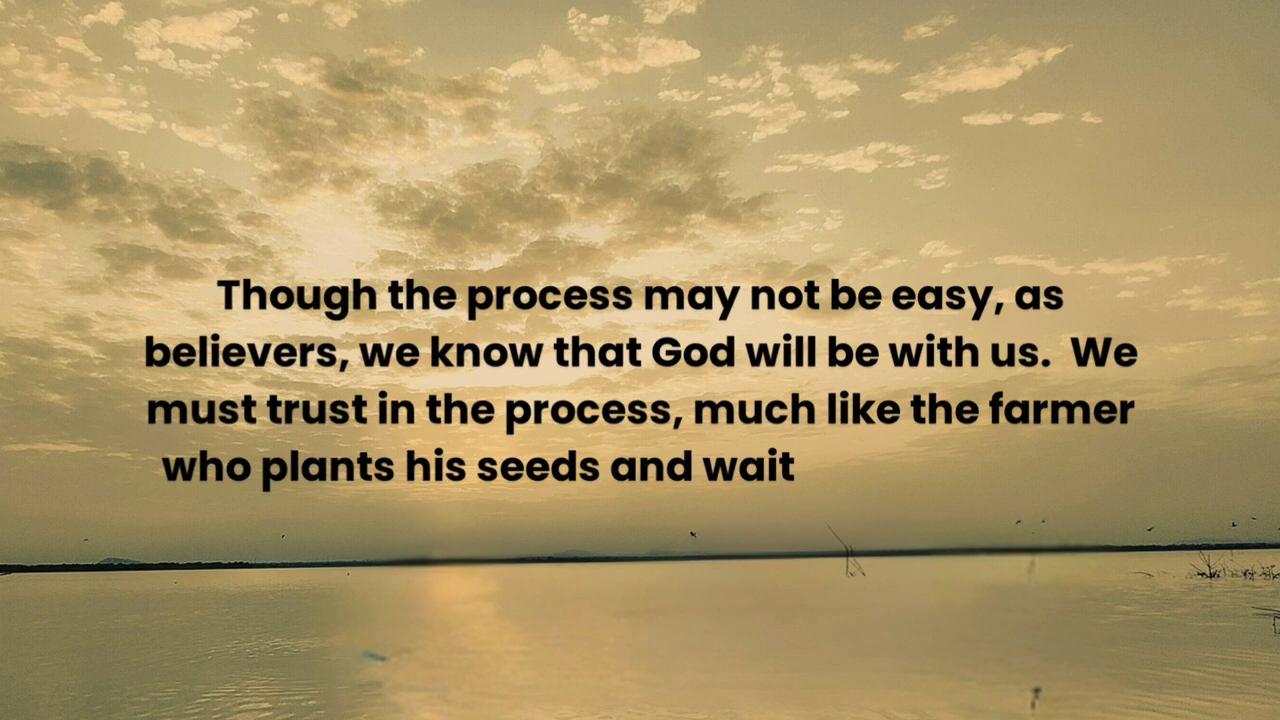 Though the process may not be easy, as
believers, we know that God will be with us.  We
must trust in the process, much like the farmer
who plants his seeds and wait